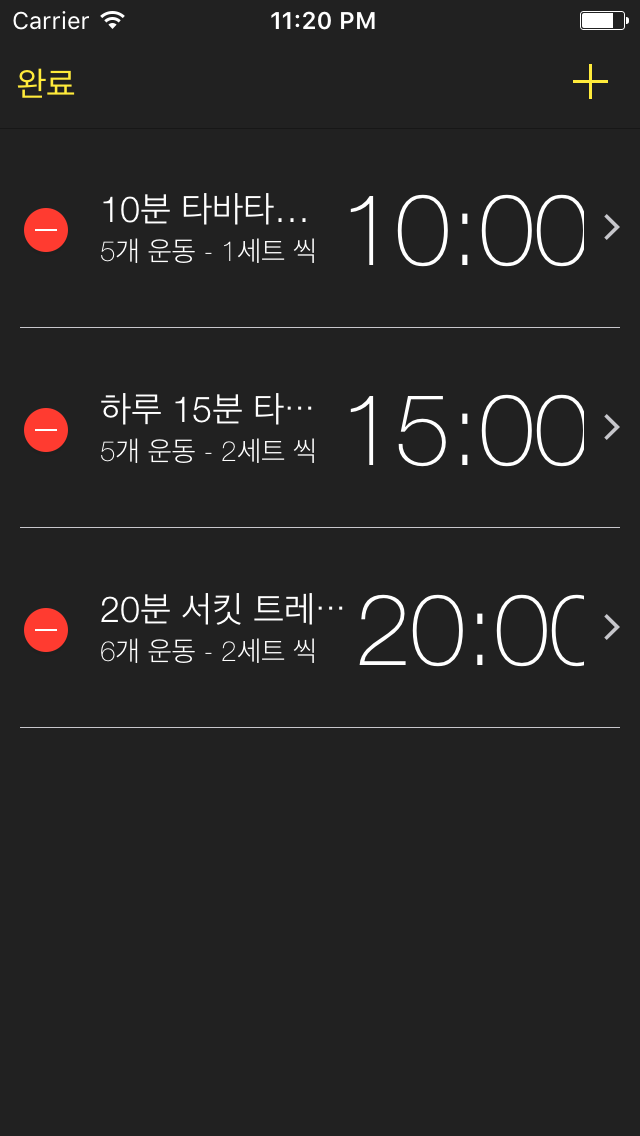 Carrier 11:20 PM
완료
10분 타바타...
5개 운동 - 1세트 씩
10:00
하루 15분 타...
5개 운동 - 2세트 씩
15:00
20분 서킷 트레...
6개 운동 - 2세트 씩
20:00